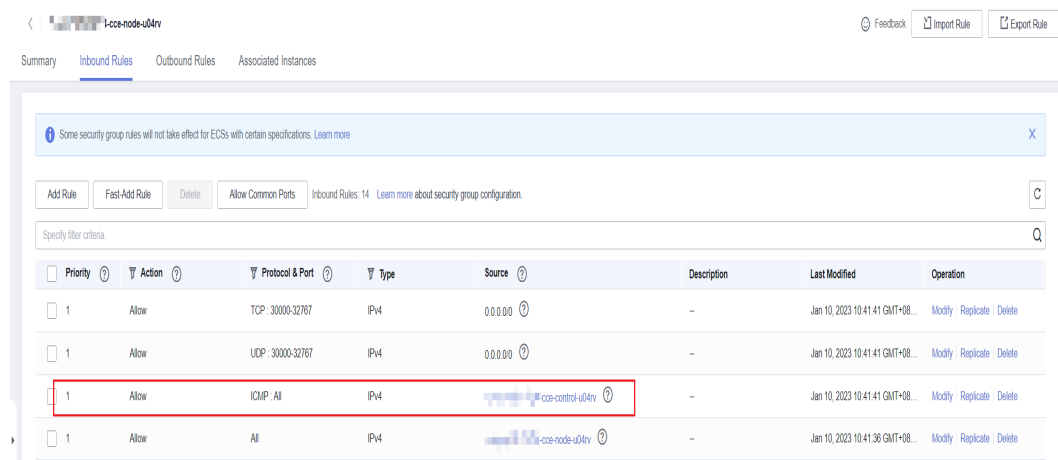 -cce-node-u04rv Feedback Import Rule Export Rule
Summary Inbound Rules Outbound Rules Associated Instances
Some security group rules will not take effect for ECSs with certain specifications. Learn more
Add Rule Fast-Add Rule Delete Allow Common Ports Inbound Rules: 14 Learn more about security group configuration.
Specify filter criteria.
Priority Action Protocol & Port Type Source Description Last Modified Operation
1 Allow TCP : 30000-32767 IPv4 0.0.0.0/0 -- Jan 10, 2023 10:41:41 GMT+08... Modify Replicate Delete
1 Allow UDP : 30000-32767 IPv4 0.0.0.0/0 -- Jan 10, 2023 10:41:41 GMT+08... Modify Replicate Delete
1 Allow ICMP : All IPv4 -cce-control-u04rv -- Jan 10, 2023 10:41:41 GMT+08... Modify Replicate Delete
1 Allow All IPv4 -cce-node-u04rv -- Jan 10, 2023 10:41:36 GMT+08... Modify Replicate Delete